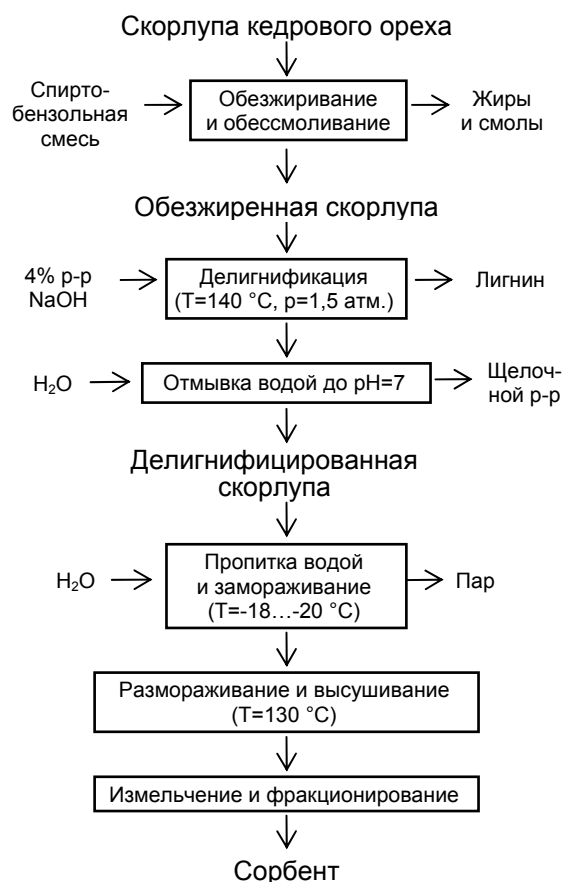 Скорлупа кедрового ореха
Спирто-
бензольная
смесь
Обезжиривание
и обессмоливание
Жиры
и смолы
Обезжиренная скорлупа
4% р-р
NaOH
Делигнификация
(T=140 °C, p=1,5 атм.)
Лигнин
H₂O
Отмывка водой до pH=7
Щелоч-
ной р-р
Делигнифицированная
скорлупа
H₂O
Пропитка водой
и замораживание
(T=-18…-20 °C)
Пар
Размораживание и высушивание
(T=130 °C)
Измельчение и фракционирование
Сорбент